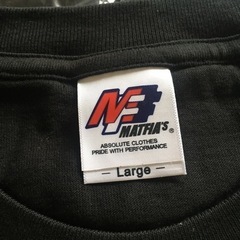 MATFIA'S®
ABSOLUTE CLOTHES
PRIDE WITH PERFORMANCE
— Large —